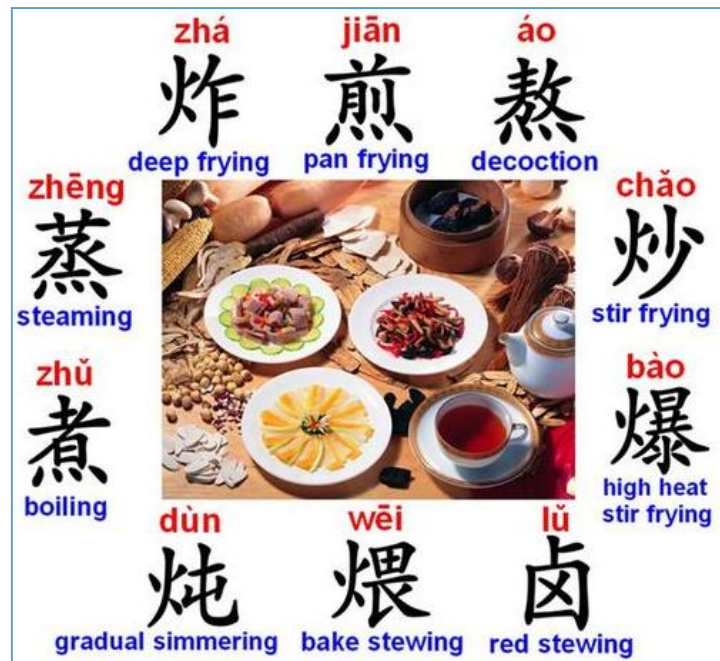 zhá
炸
deep frying
jiān
煎
pan frying
áo
熬
decoction
zhēng
蒸
steaming
chǎo
炒
stir frying
zhǔ
煮
boiling
bào
爆
high heat
stir frying
dùn
炖
gradual simmering
wēi
煨
bake stewing
lǔ
卤
red stewing